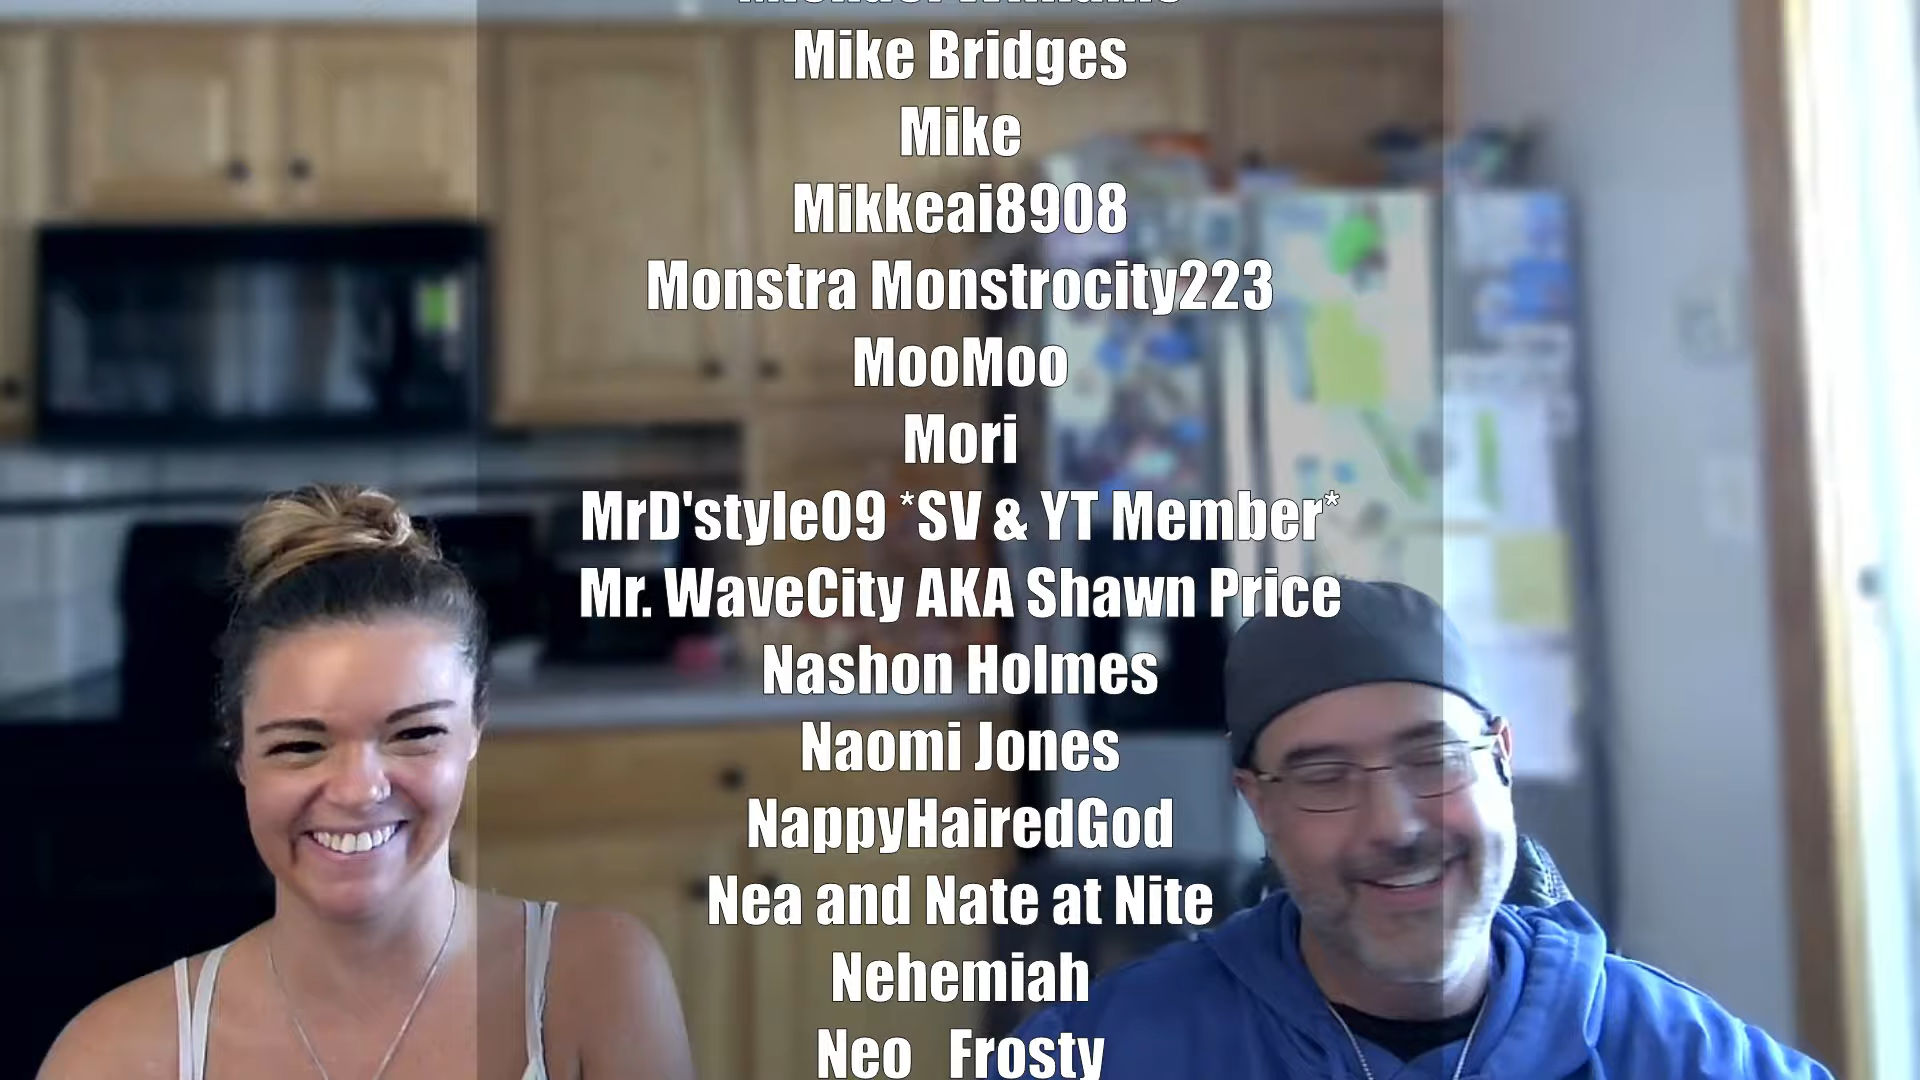 Mike Bridges
Mike
Mikkeai8908
Monstra Monstrocity223
MooMoo
Mori
MrD'style09 *SV & YT Member*
Mr. WaveCity AKA Shawn Price
Nashon Holmes
Naomi Jones
NappyHairedGod
Nea and Nate at Nite
Nehemiah
Neo   Frosty